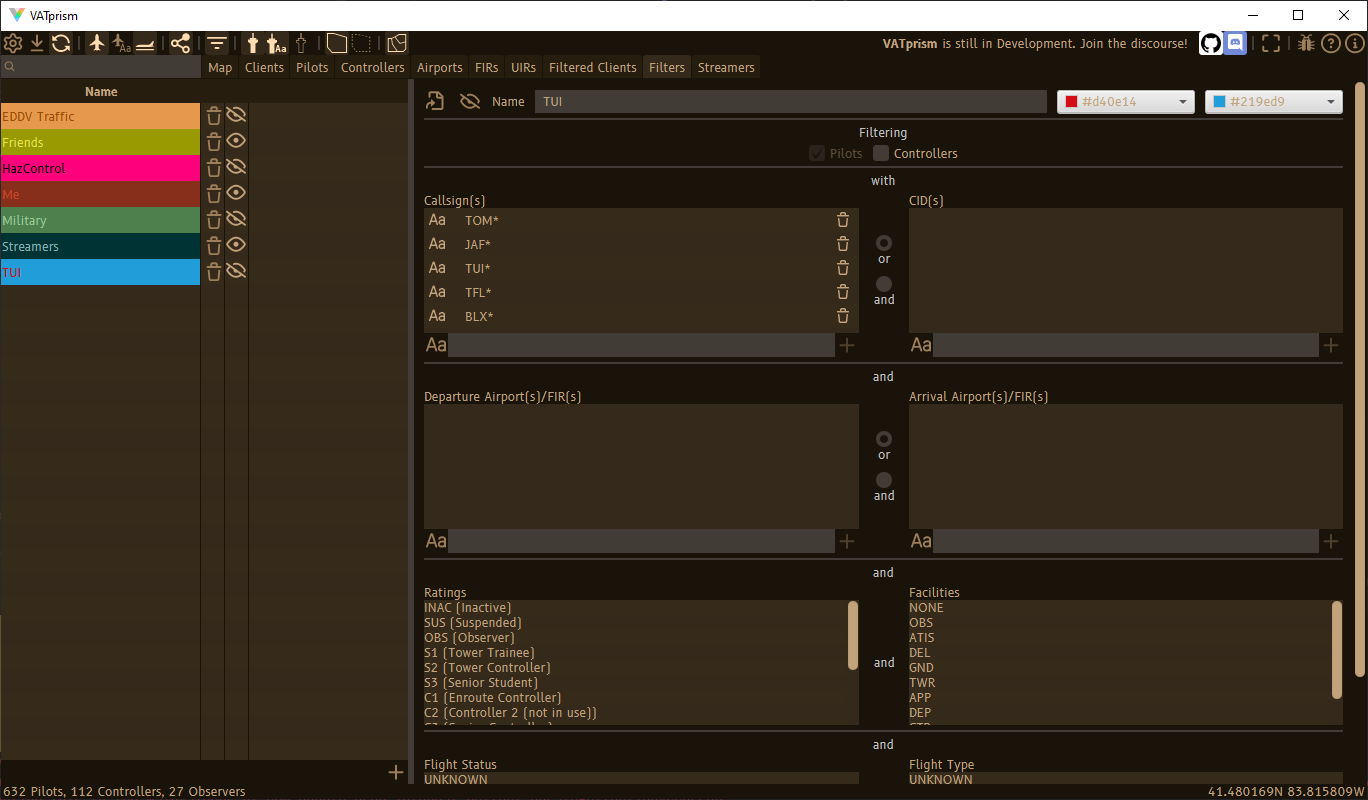 VATprism
VATprism is still in Development. Join the discourse!
Map Clients Pilots Controllers Airports FIRs UIRs Filtered Clients Filters Streamers
Name
EDDV Traffic
Friends
HazControl
Me
Military
Streamers
TUI
632 Pilots, 112 Controllers, 27 Observers
Name TUI #d40e14 #219ed9
Filtering
Pilots Controllers
with
Callsign(s) CID(s)
Aa TOM*
Aa JAF*
Aa TUI*
Aa TFL*
Aa BLX*
or
and
Aa Aa
and
Departure Airport(s)/FIR(s) Arrival Airport(s)/FIR(s)
or
and
Aa Aa
and
Ratings
INAC (Inactive)
SUS (Suspended)
OBS (Observer)
S1 (Tower Trainee)
S2 (Tower Controller)
S3 (Senior Student)
C1 (Enroute Controller)
C2 (Controller 2 (not in use))
and
Facilities
NONE
OBS
ATIS
DEL
GND
TWR
APP
DEP
and
Flight Status Flight Type
UNKNOWN UNKNOWN
41.480169N 83.815809W